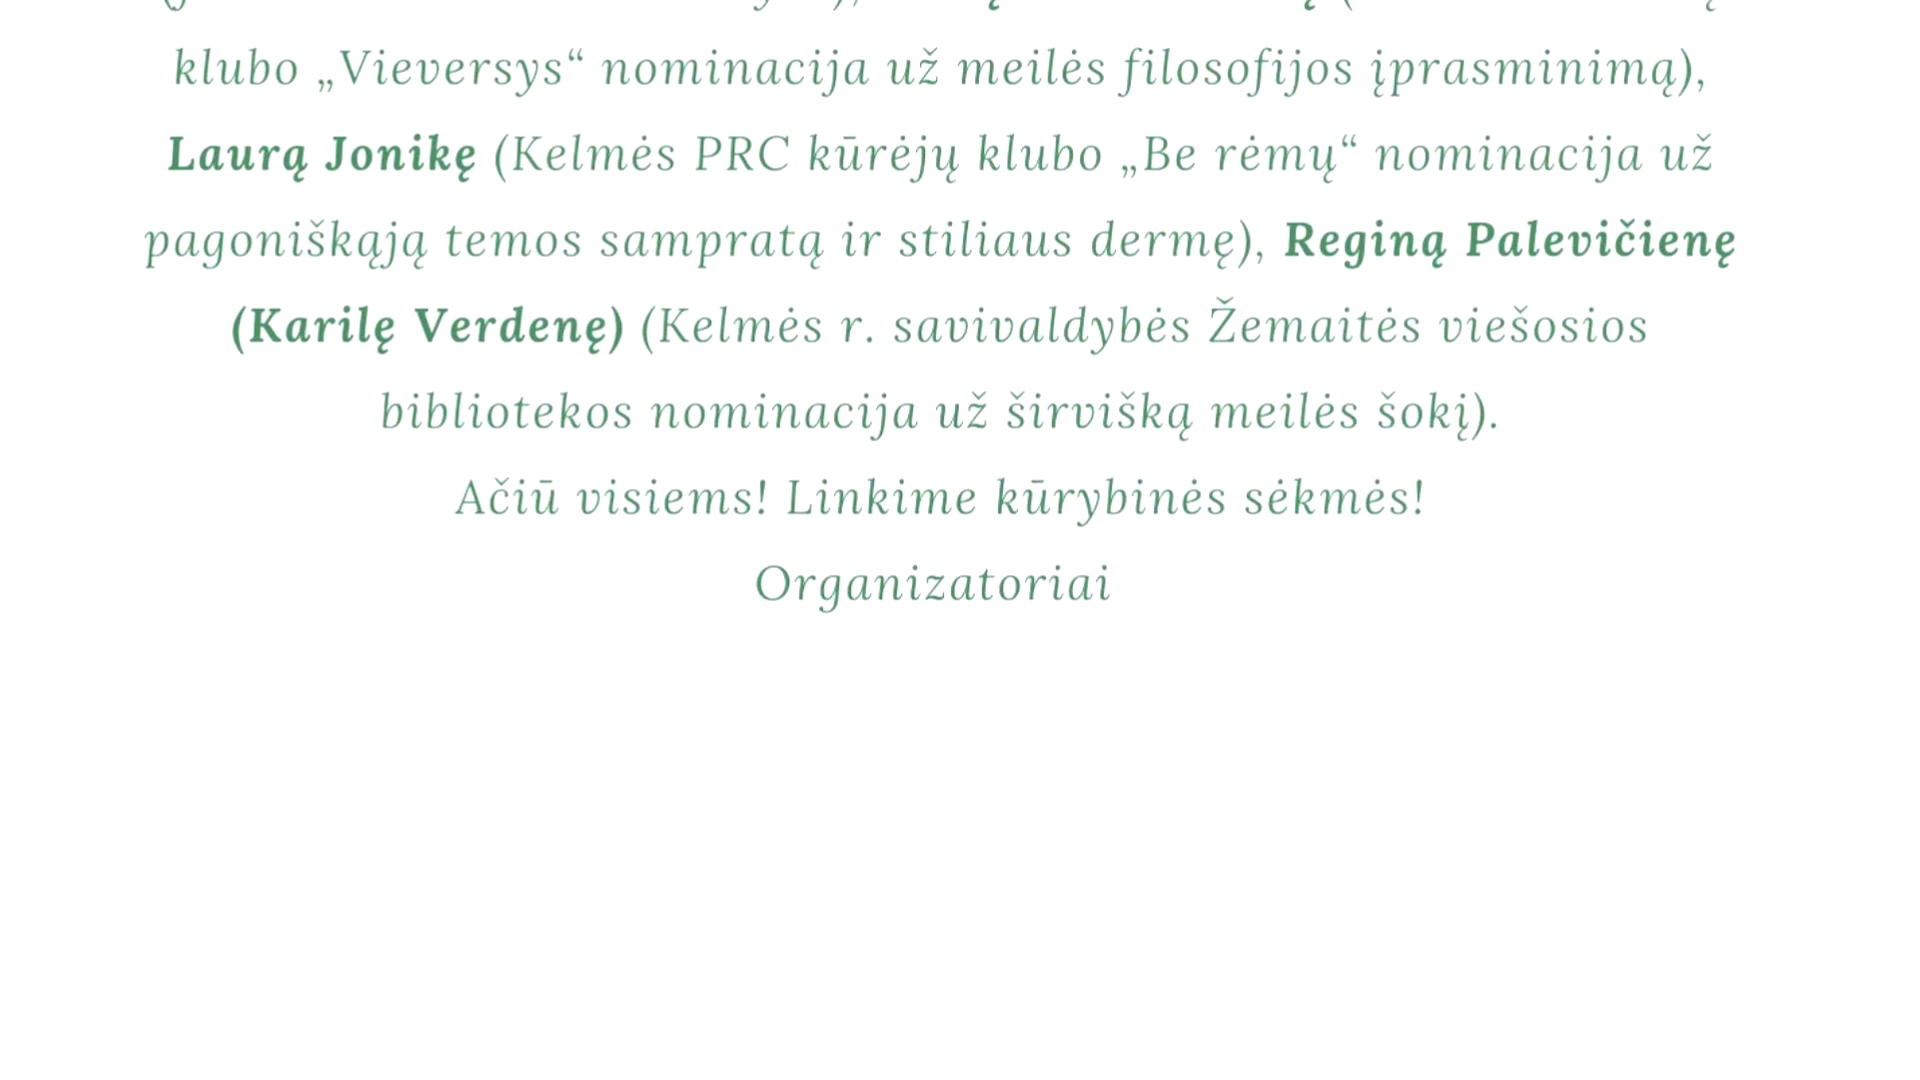 klubo „Vieversys“ nominacija už meilės filosofijos įprasminimą),
Laurą Jonikę (Kelmės PRC kūrėjų klubo „Be rėmų“ nominacija už
pagoniškąją temos sampratą ir stiliaus dermę), Reginą Palevičienę
(Karilę Verdenę) (Kelmės r. savivaldybės Žemaitės viešosios
bibliotekos nominacija už širvišką meilės šokį).
Ačiū visiems! Linkime kūrybinės sėkmės!
Organizatoriai